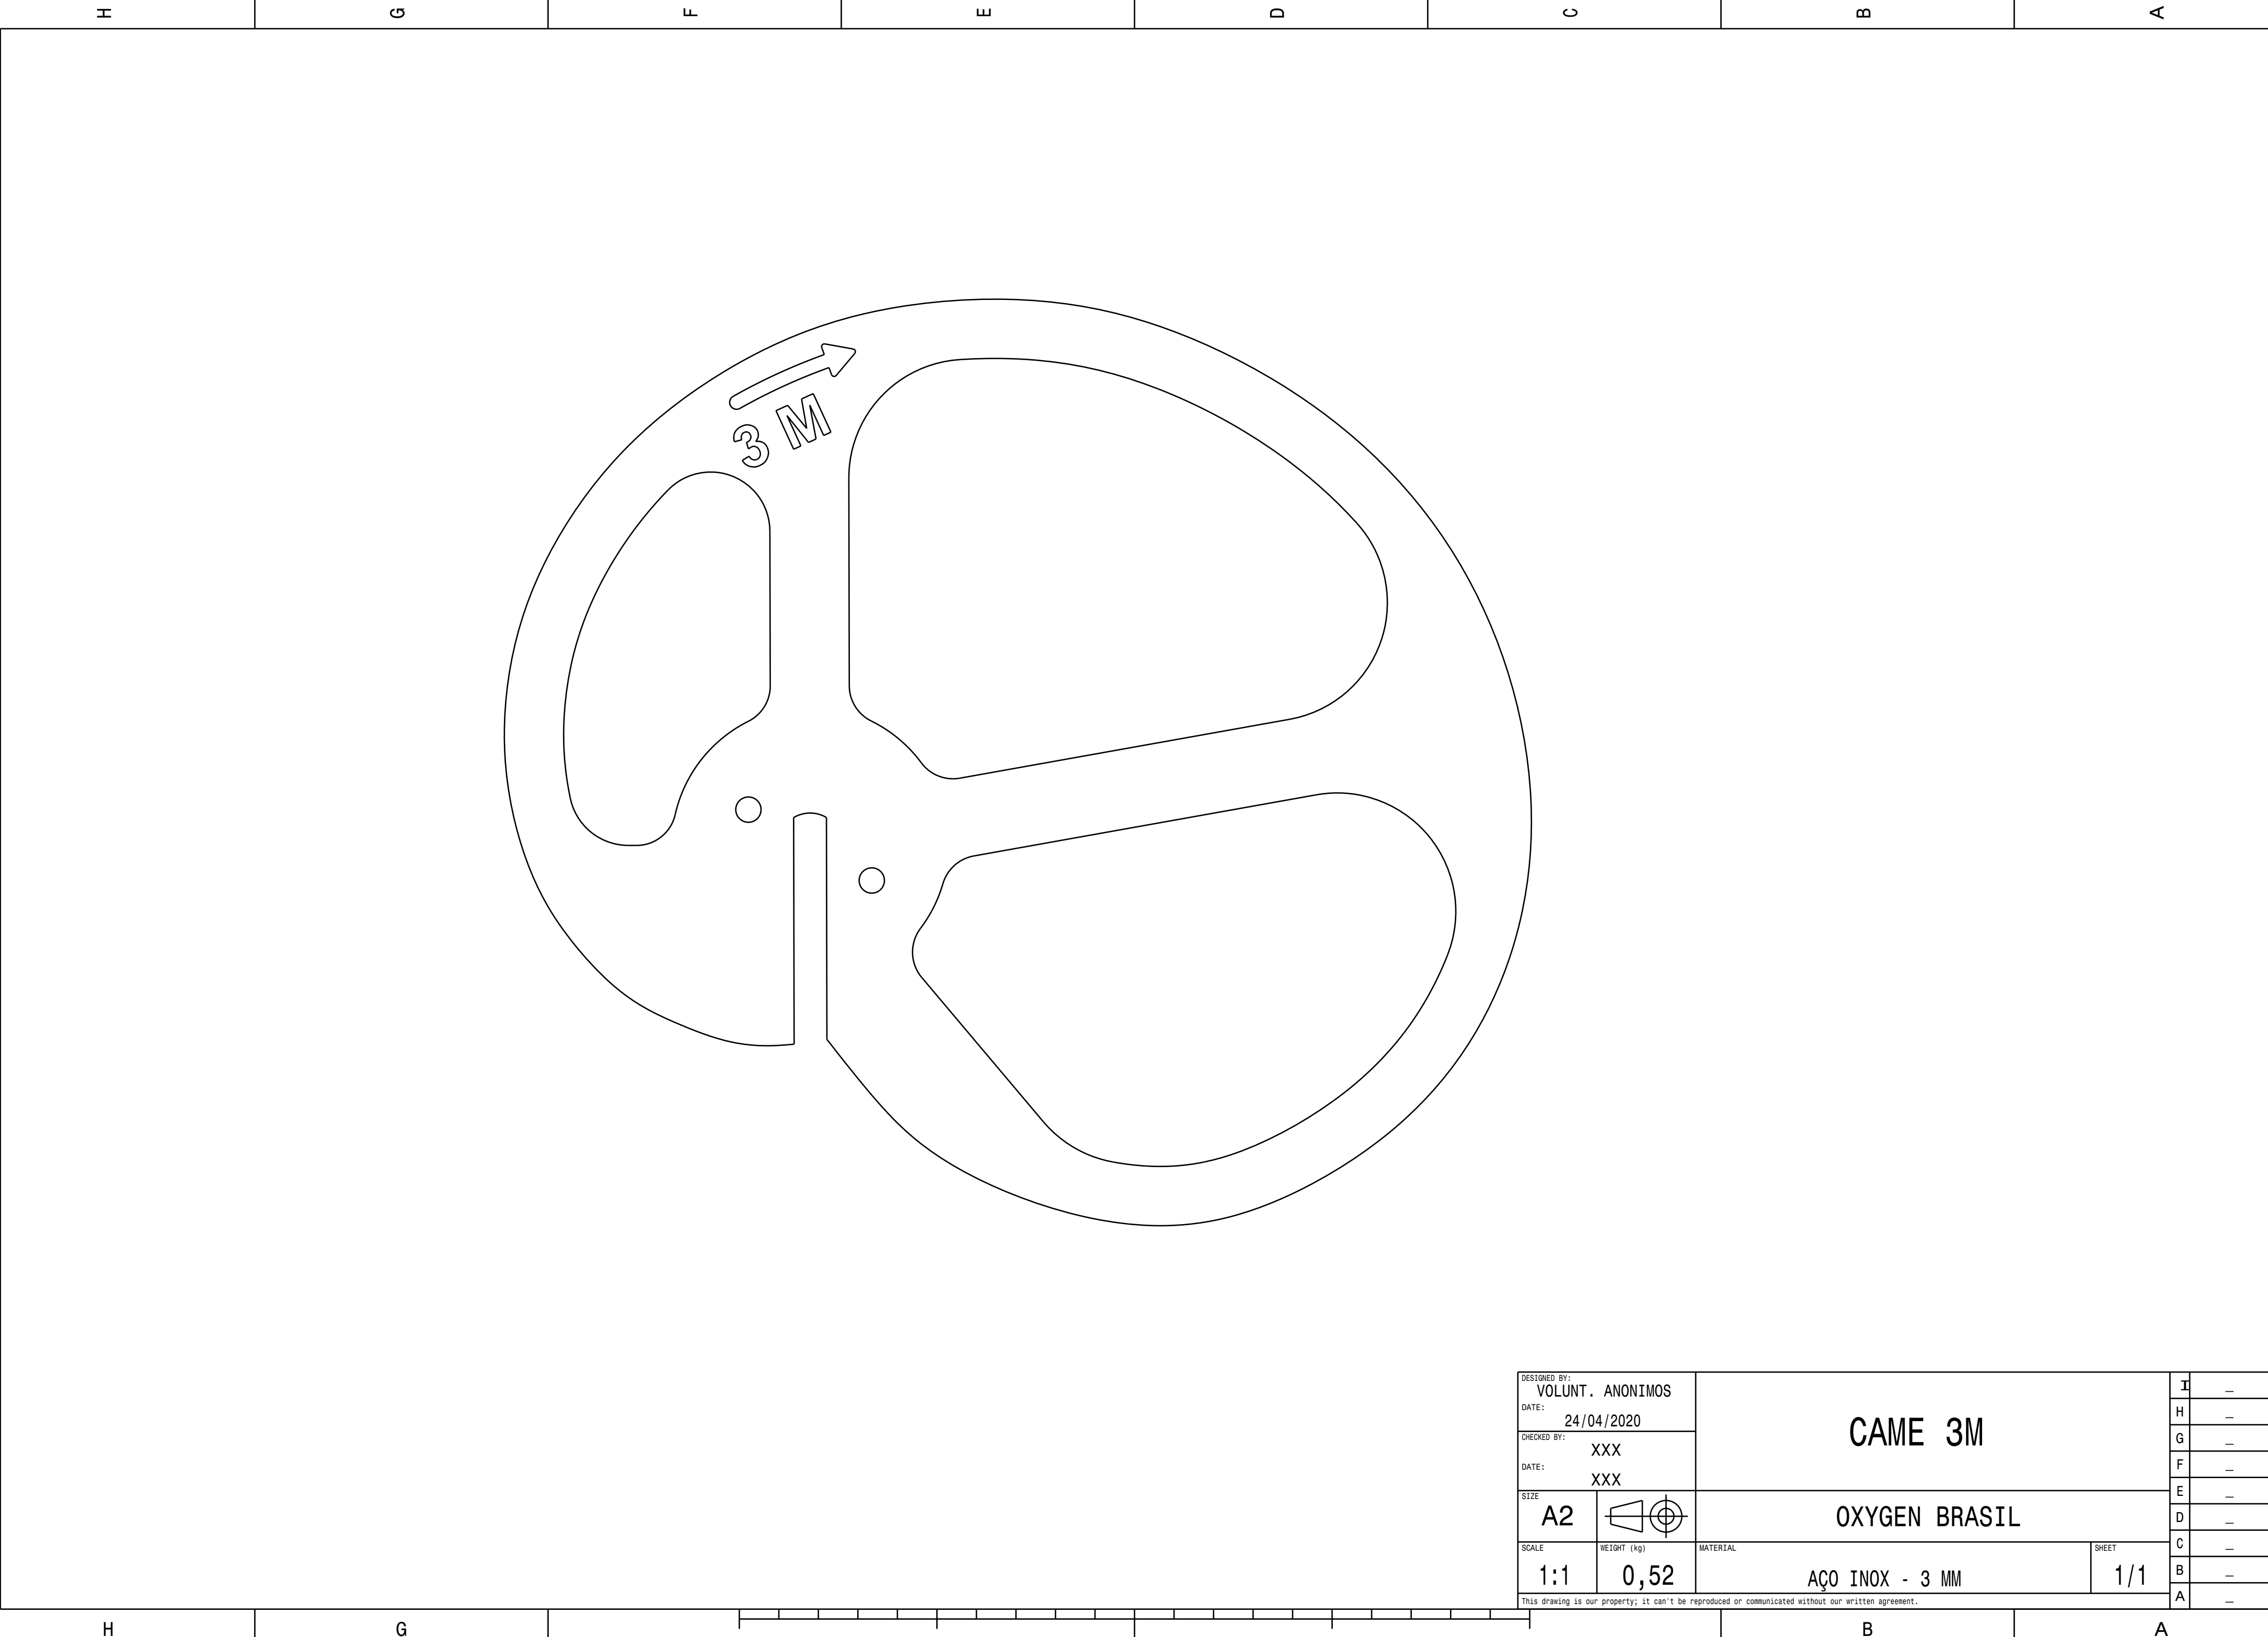 H G F E D C B A
3 M
DESIGNED BY:
VOLUNT. ANONIMOS
DATE:
24/04/2020
CHECKED BY:
XXX
DATE:
XXX
SIZE
A2
SCALE
1:1
WEIGHT (kg)
0,52
CAME 3M
OXYGEN BRASIL
MATERIAL
AÇO INOX - 3 MM
SHEET
1/1
This drawing is our property; it can't be reproduced or communicated without our written agreement.
I _
H _
G _
F _
E _
D _
C _
B _
A _
H G B A